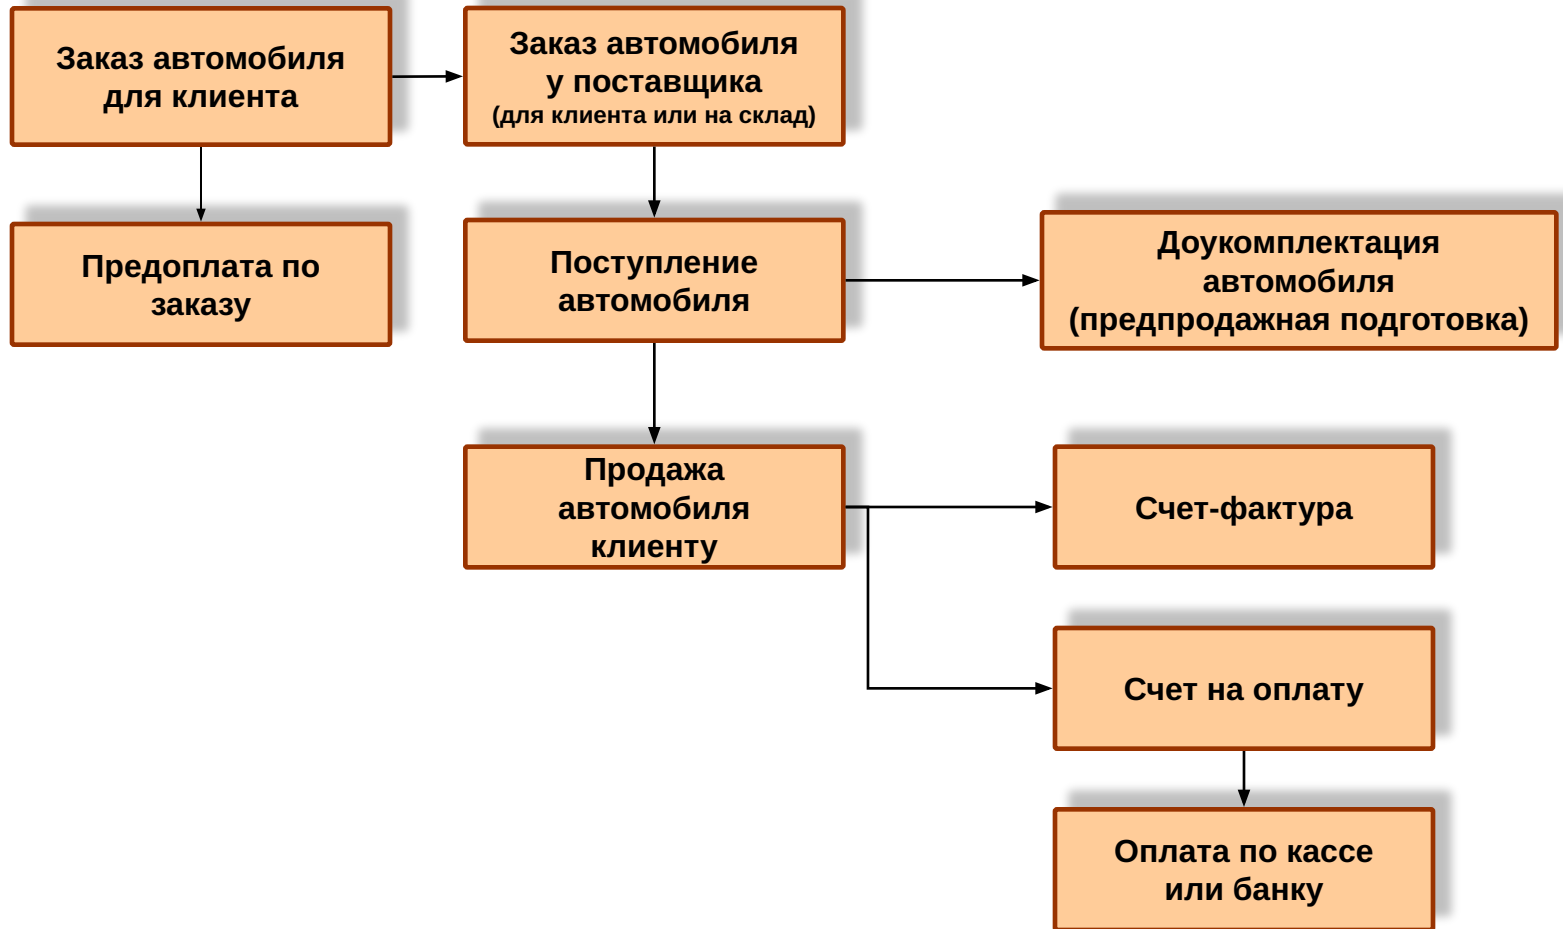 Заказ автомобиля
для клиента
Заказ автомобиля
у поставщика
(для клиента или на склад)
Предоплата по
заказу
Поступление
автомобиля
Доукомплектация
автомобиля
(предпродажная подготовка)
Продажа
автомобиля
клиенту
Счет-фактура
Счет на оплату
Оплата по кассе
или банку